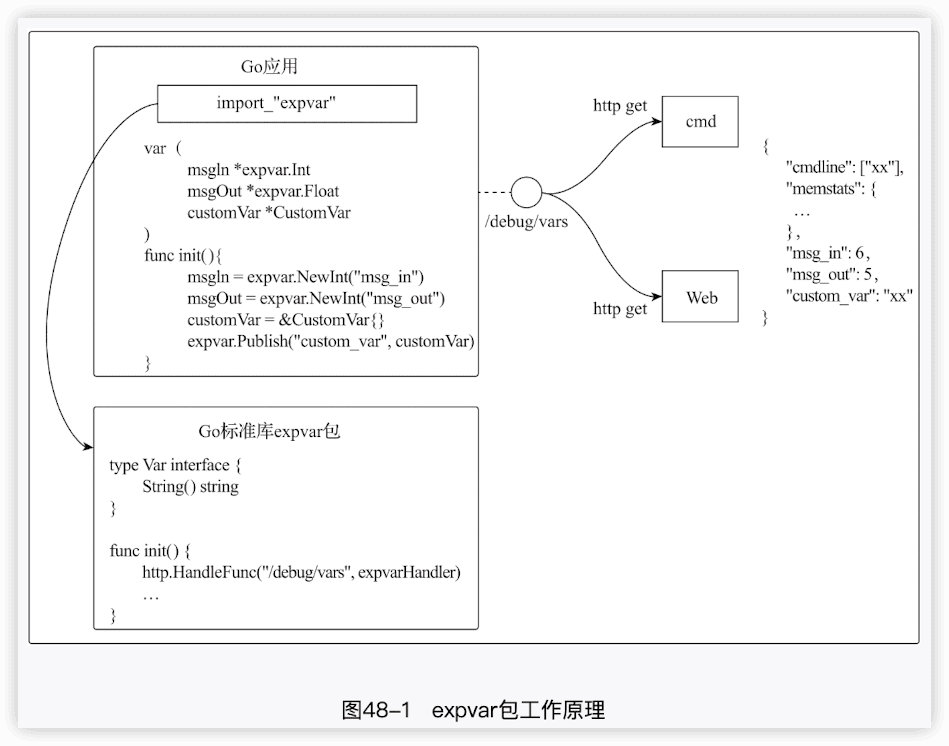 Go应用
import_"expvar"
var (
msgln *expvar.Int
msgOut *expvar.Float
customVar *CustomVar
)
func init(){
msgln = expvar.NewInt("msg_in")
msgOut = expvar.NewInt("msg_out")
customVar = &CustomVar{}
expvar.Publish("custom_var", customVar)
}
Go标准库expvar包
type Var interface {
String() string
}
func init() {
http.HandleFunc("/debug/vars", expvarHandler)
...
}
/debug/vars
http get
cmd
http get
Web
{
"cmdline": ["xx"],
"memstats": {
...
},
"msg_in": 6,
"msg_out": 5,
"custom_var": "xx"
}
图48-1 expvar包工作原理